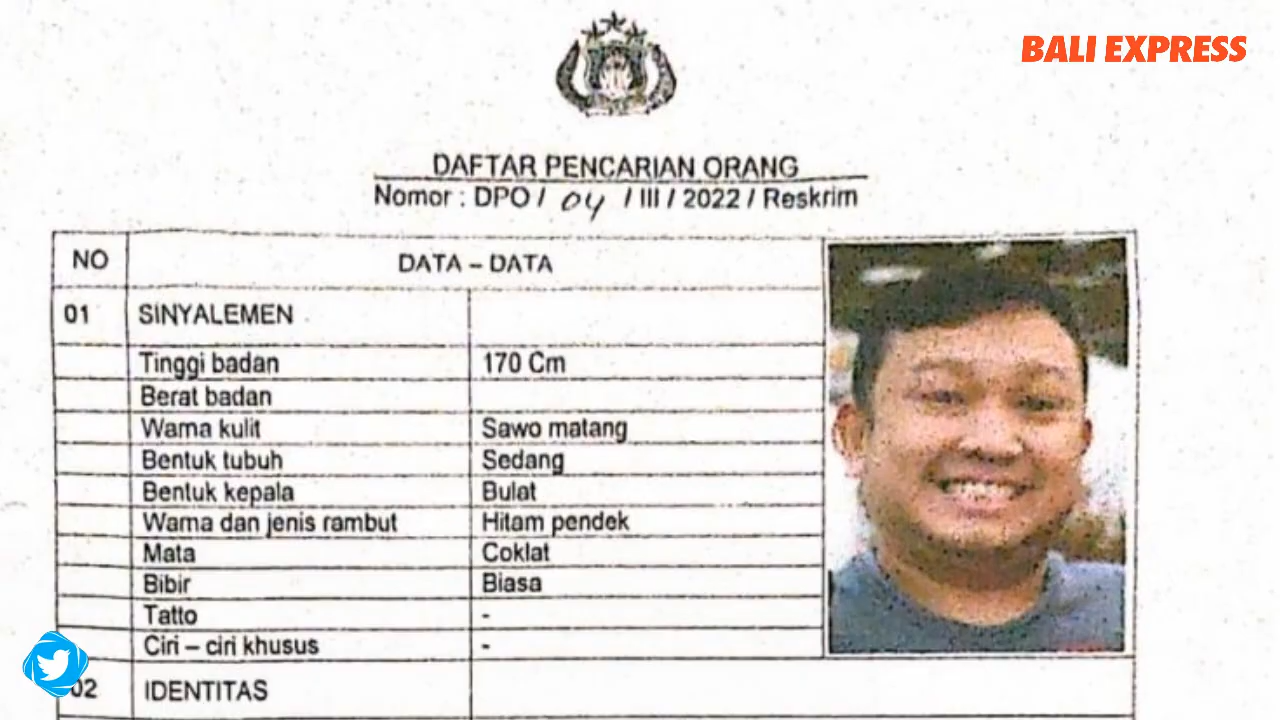 BALI EXPRESS
DAFTAR PENCARIAN ORANG
Nomor : DPO / 04 / III / 2022 / Reskrim
NO DATA – DATA
01 SINYALEMEN
Tinggi badan 170 Cm
Berat badan
Warna kulit Sawo matang
Bentuk tubuh Sedang
Bentuk kepala Bulat
Warna dan jenis rambut Hitam pendek
Mata Coklat
Bibir Biasa
Tatto -
Ciri – ciri khusus -
02 IDENTITAS